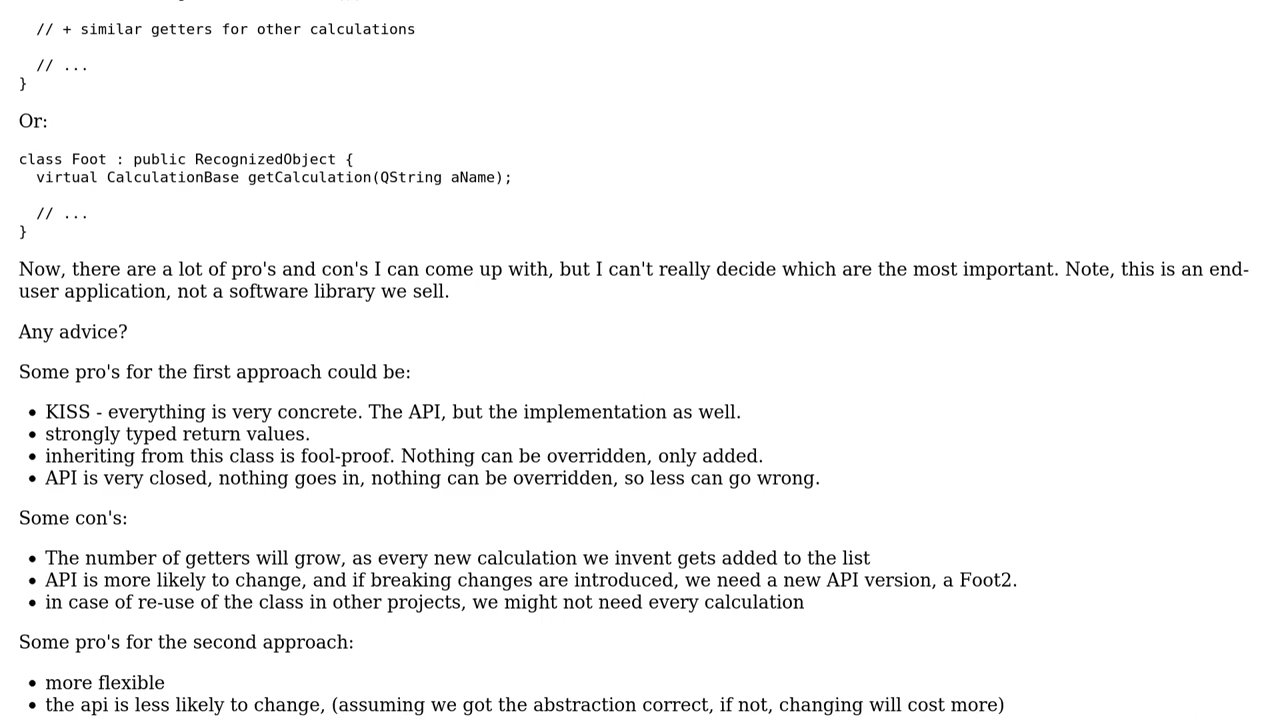 // + similar getters for other calculations
// ...
}
Or:
class Foot : public RecognizedObject {
virtual CalculationBase getCalculation(QString aName);
// ...
}
Now, there are a lot of pro's and con's I can come up with, but I can't really decide which are the most important. Note, this is an end-
user application, not a software library we sell.
Any advice?
Some pro's for the first approach could be:
• KISS - everything is very concrete. The API, but the implementation as well.
• strongly typed return values.
• inheriting from this class is fool-proof. Nothing can be overridden, only added.
• API is very closed, nothing goes in, nothing can be overridden, so less can go wrong.
Some con's:
• The number of getters will grow, as every new calculation we invent gets added to the list
• API is more likely to change, and if breaking changes are introduced, we need a new API version, a Foot2.
• in case of re-use of the class in other projects, we might not need every calculation
Some pro's for the second approach:
• more flexible
• the api is less likely to change, (assuming we got the abstraction correct, if not, changing will cost more)